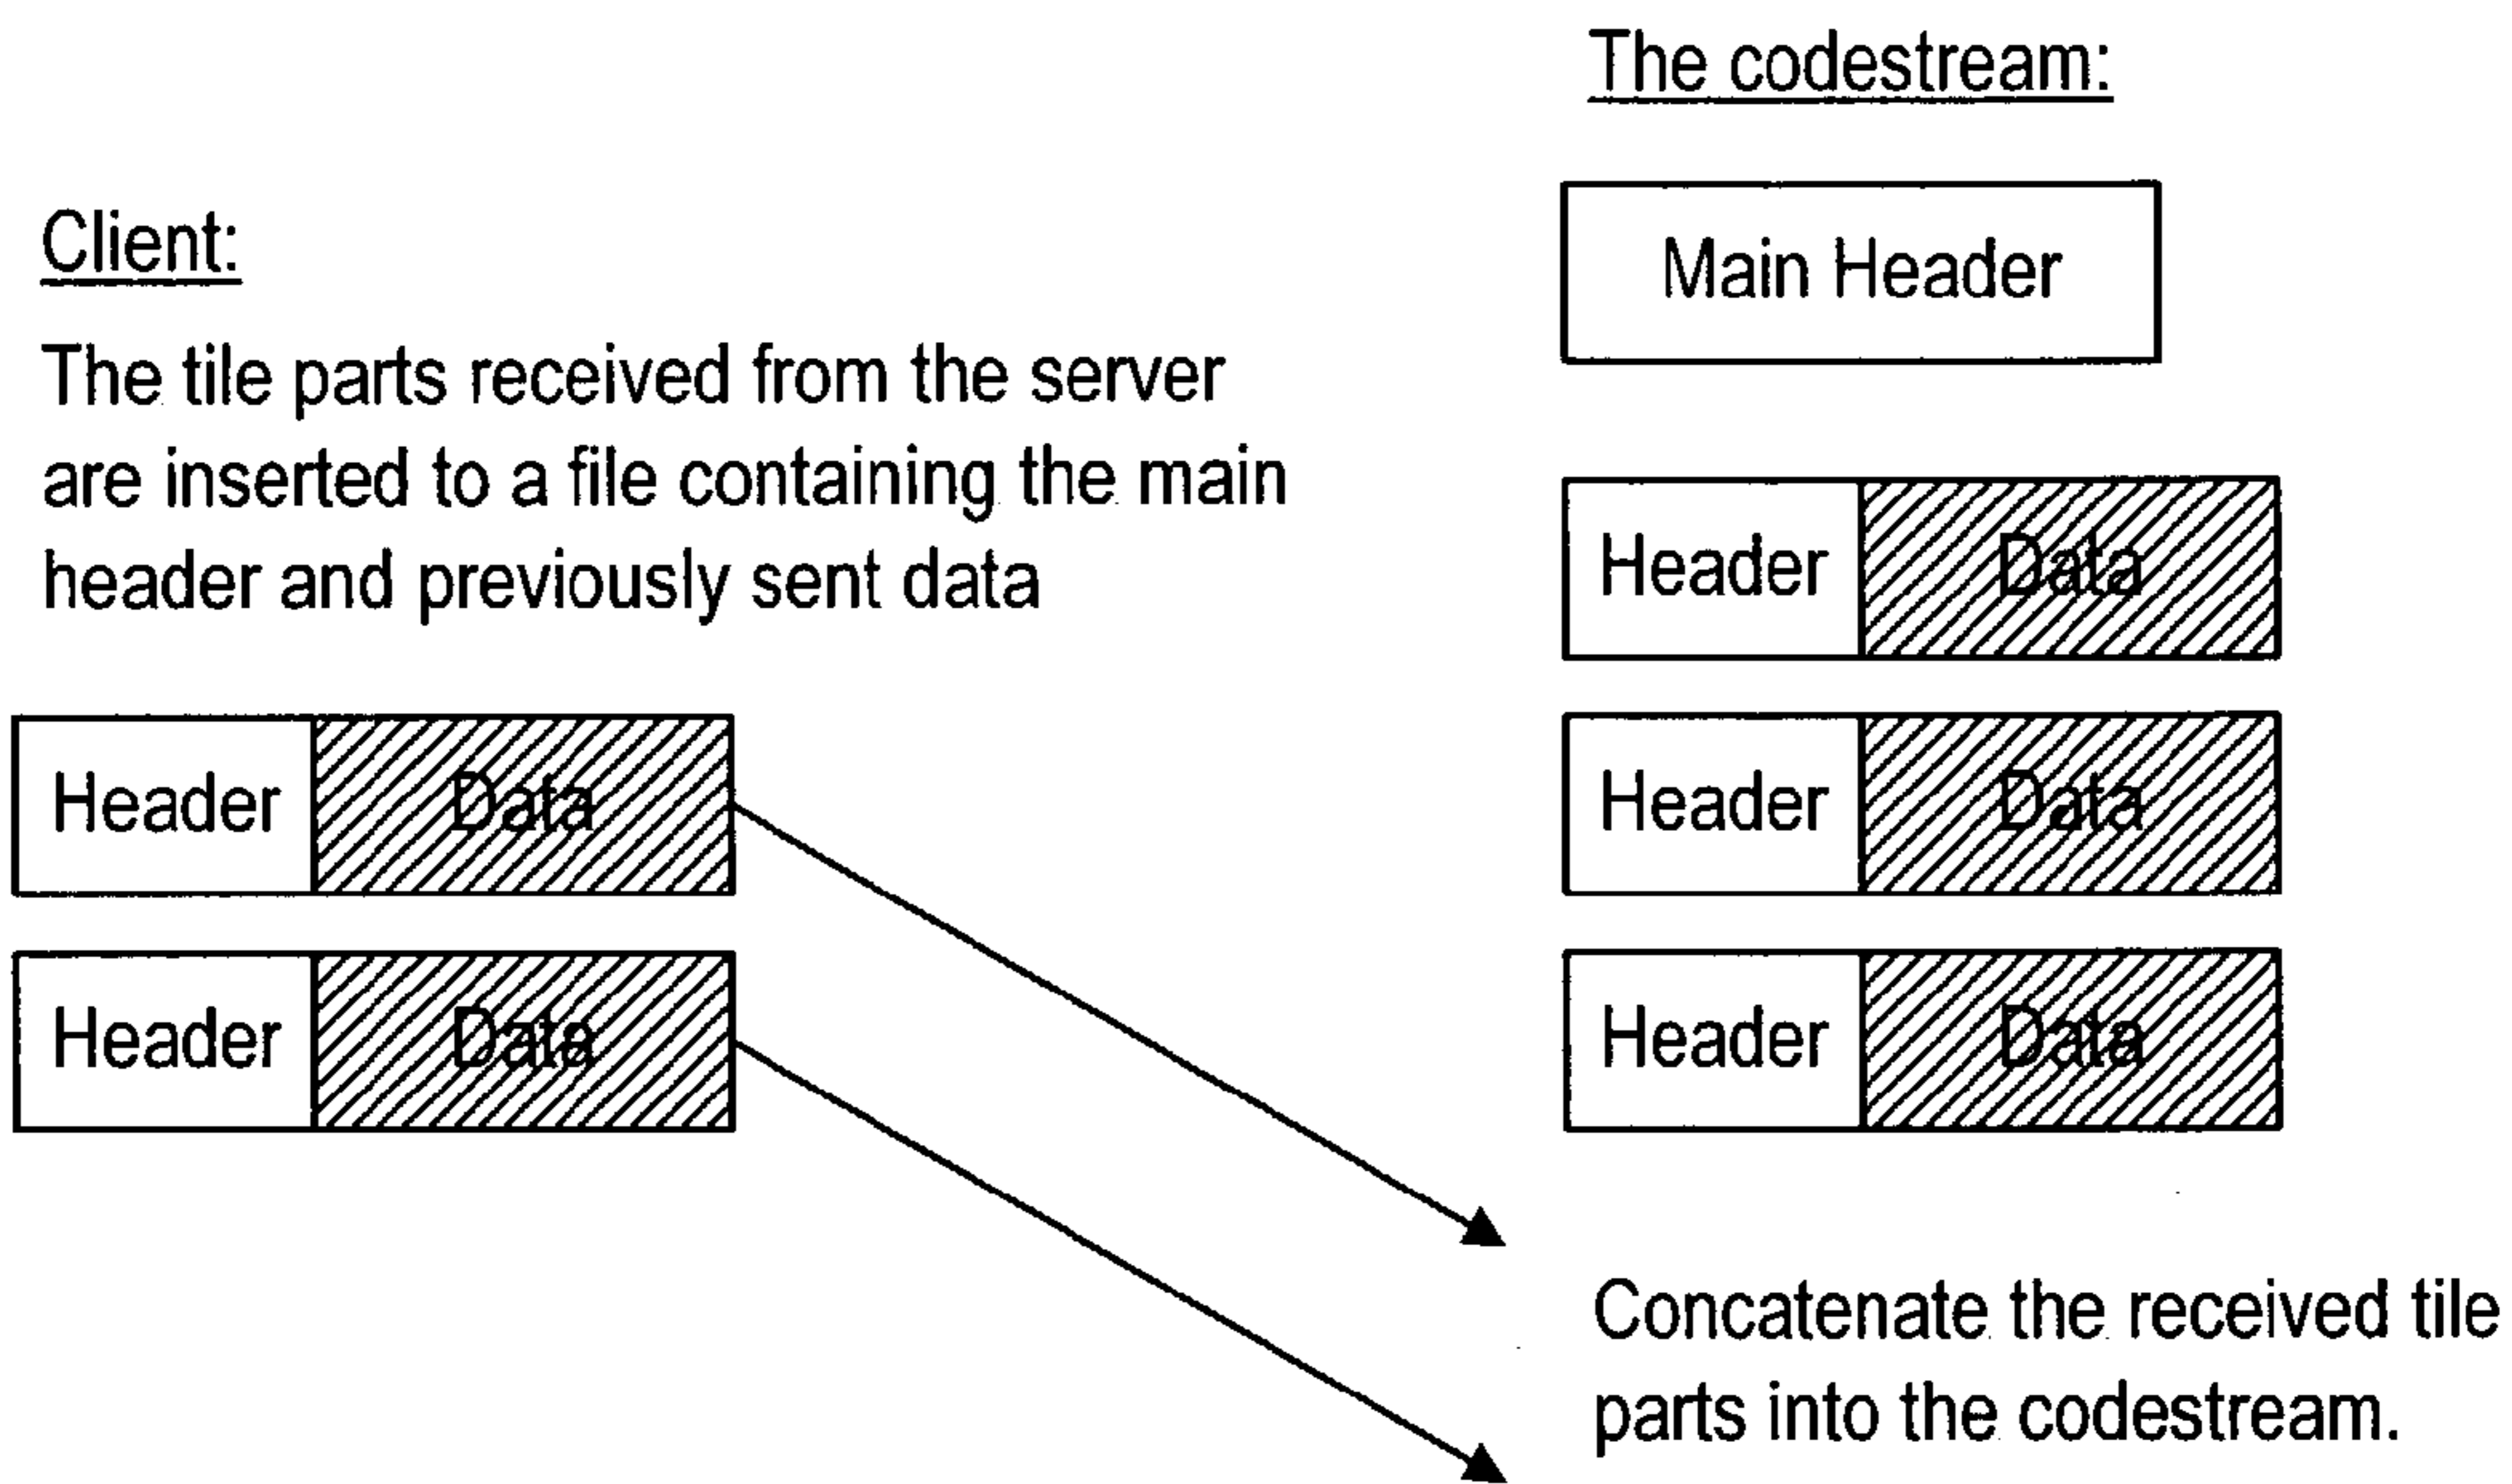 The codestream:
Main Header
Client:
The tile parts received from the server
are inserted to a file containing the main
header and previously sent data
Header Data
Header Data
Header Data
Header Data
Header Data
Concatenate the received tile
parts into the codestream.